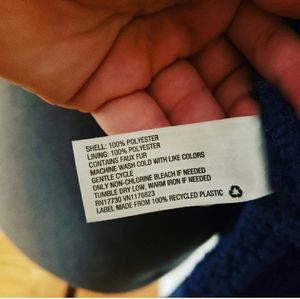 SHELL: 100% POLYESTER
LINING: 100% POLYESTER
CONTAINS FAUX FUR
MACHINE WASH COLD WITH LIKE COLORS
GENTLE CYCLE
ONLY NON-CHLORINE BLEACH IF NEEDED
TUMBLE DRY LOW, WARM IRON IF NEEDED
RN17730 VN1176823
LABEL MADE FROM 100% RECYCLED PLASTIC